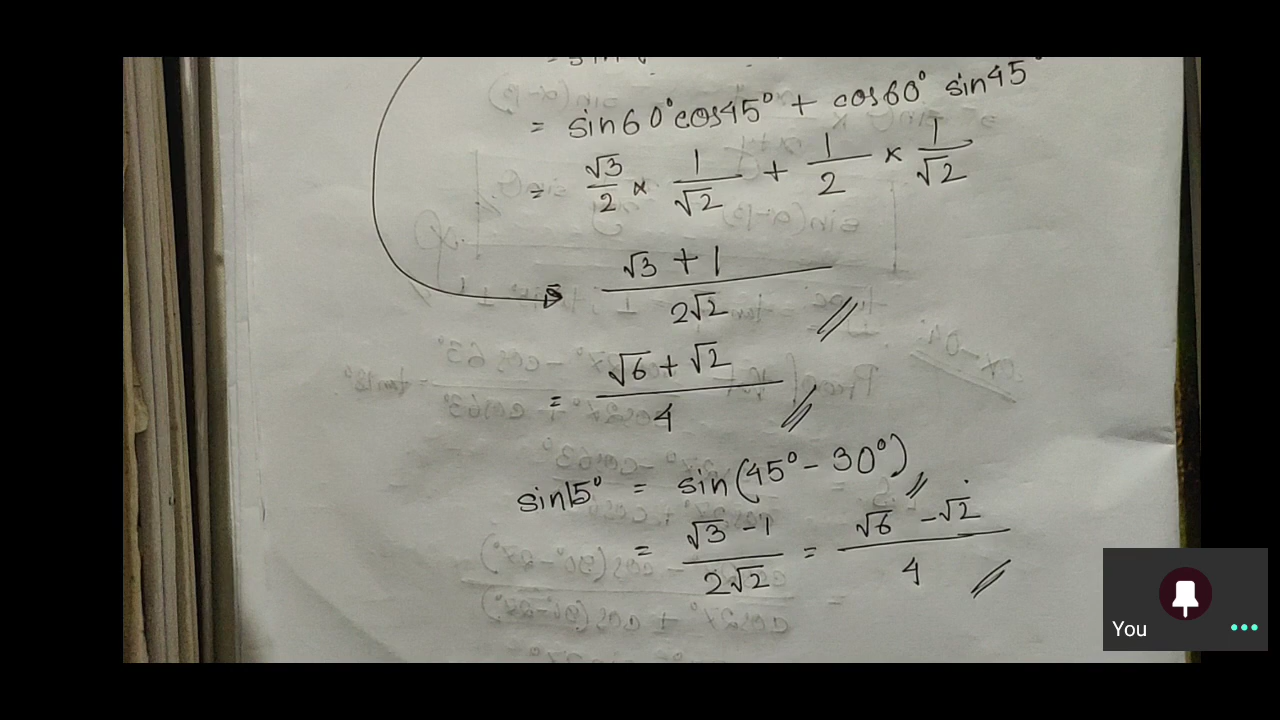 = sin60°cos45° + cos60° sin45°
= √3/2 × 1/√2 + 1/2 × 1/√2
√3 + 1 / 2√2
= √6 + √2 / 4
sin15° = sin(45° - 30°)
= √3 - 1 / 2√2 = √6 - √2 / 4
You